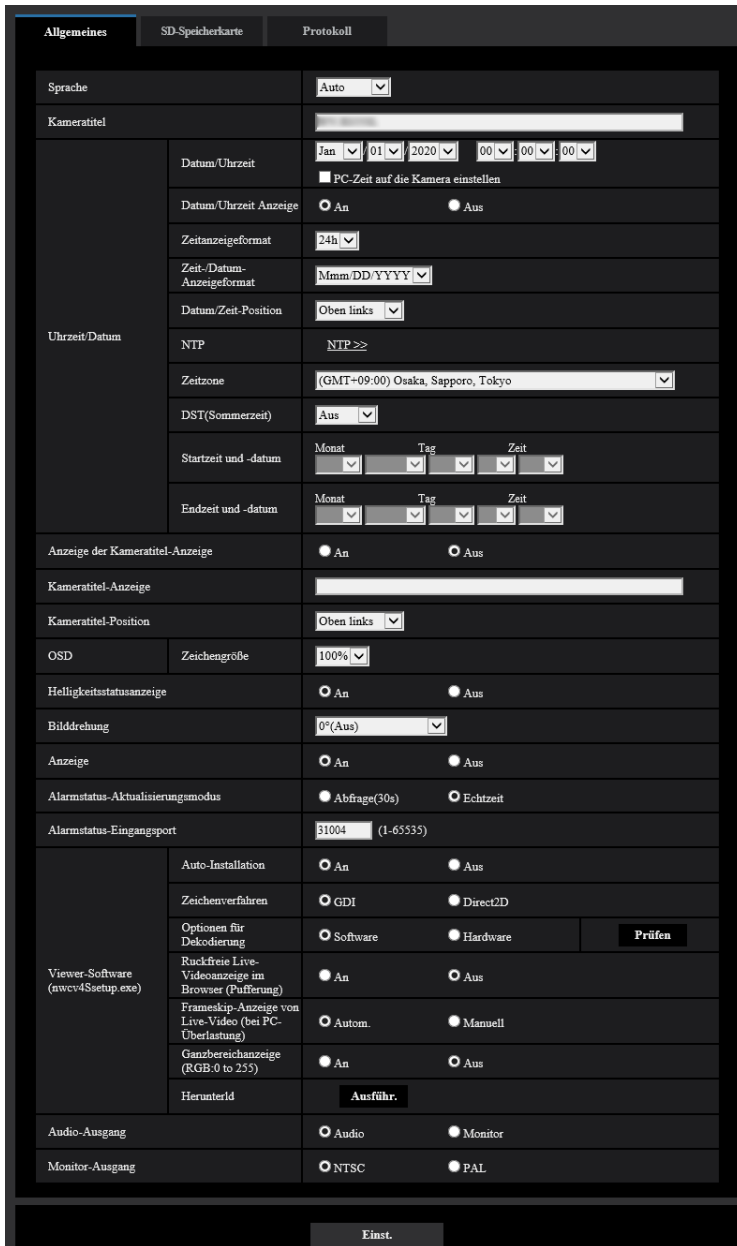 Allgemeines SD-Speicherkarte Protokoll
Sprache Auto
Kameratitel
Uhrzeit/Datum
Datum/Uhrzeit Jan / 01 / 2020 00 : 00 : 00
PC-Zeit auf die Kamera einstellen
Datum/Uhrzeit Anzeige An Aus
Zeitanzeigeformat 24h
Zeit-/Datum-
Anzeigeformat Mmm/DD/YYYY
Datum/Zeit-Position Oben links
NTP NTP >>
Zeitzone (GMT+09:00) Osaka, Sapporo, Tokyo
DST(Sommerzeit) Aus
Startzeit und -datum Monat Tag Zeit
Endzeit und -datum Monat Tag Zeit
Anzeige der Kameratitel-Anzeige An Aus
Kameratitel-Anzeige
Kameratitel-Position Oben links
OSD Zeichengröße 100%
Helligkeitsstatusanzeige An Aus
Bilddrehung 0°(Aus)
Anzeige An Aus
Alarmstatus-Aktualisierungsmodus Abfrage(30s) Echtzeit
Alarmstatus-Eingangsport 31004 (1-65535)
Viewer-Software
(nwcv4Ssetup.exe)
Auto-Installation An Aus
Zeichenverfahren GDI Direct2D
Optionen für
Dekodierung Software Hardware Prüfen
Ruckfreie Live-
Videoanzeige im
Browser (Pufferung) An Aus
Frameskip-Anzeige von
Live-Video (bei PC-
Überlastung) Autom. Manuell
Ganzbereichanzeige
(RGB:0 to 255) An Aus
Herunterld Ausführ.
Audio-Ausgang Audio Monitor
Monitor-Ausgang NTSC PAL
Einst.